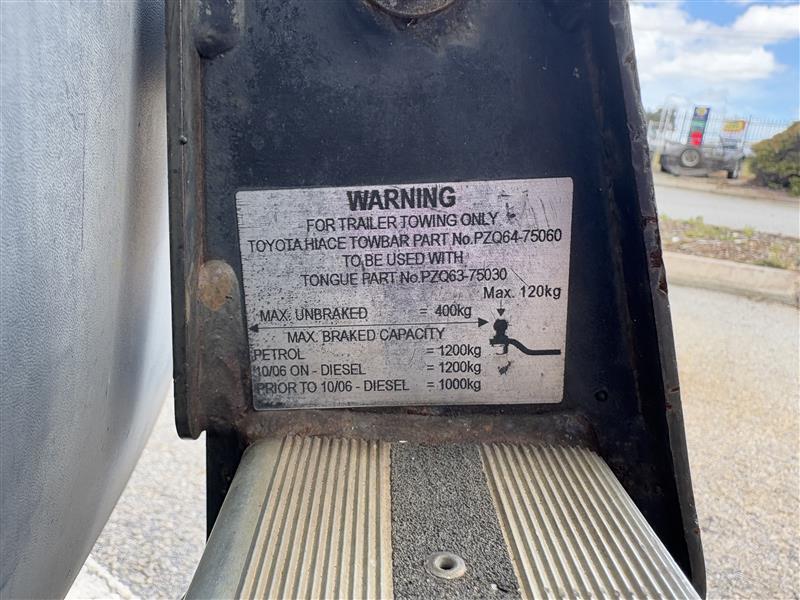 WARNING
FOR TRAILER TOWING ONLY
TOYOTA HIACE TOWBAR PART No.PZQ64-75060
TO BE USED WITH
TONGUE PART No.PZQ63-75030
Max. 120kg
MAX. UNBRAKED = 400kg
MAX. BRAKED CAPACITY
PETROL = 1200kg
10/06 ON - DIESEL = 1200kg
PRIOR TO 10/06 - DIESEL = 1000kg